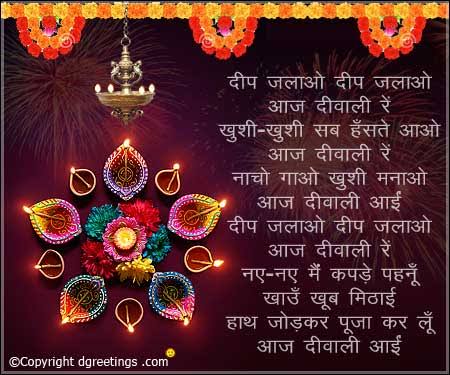 दीप जलाओ दीप जलाओ
आज दीवाली रें
खुशी-खुशी सब हँसते आओ
आज दीवाली रें
नाचो गाओ खुशी मनाओ
आज दीवाली आई
दीप जलाओ दीप जलाओ
आज दीवाली रें
नए-नए मैं कपड़े पहनूँ
खाउँ खूब मिठाई
हाथ जोड़कर पूजा कर लूँ
आज दीवाली आई
©Copyright dgreetings .com